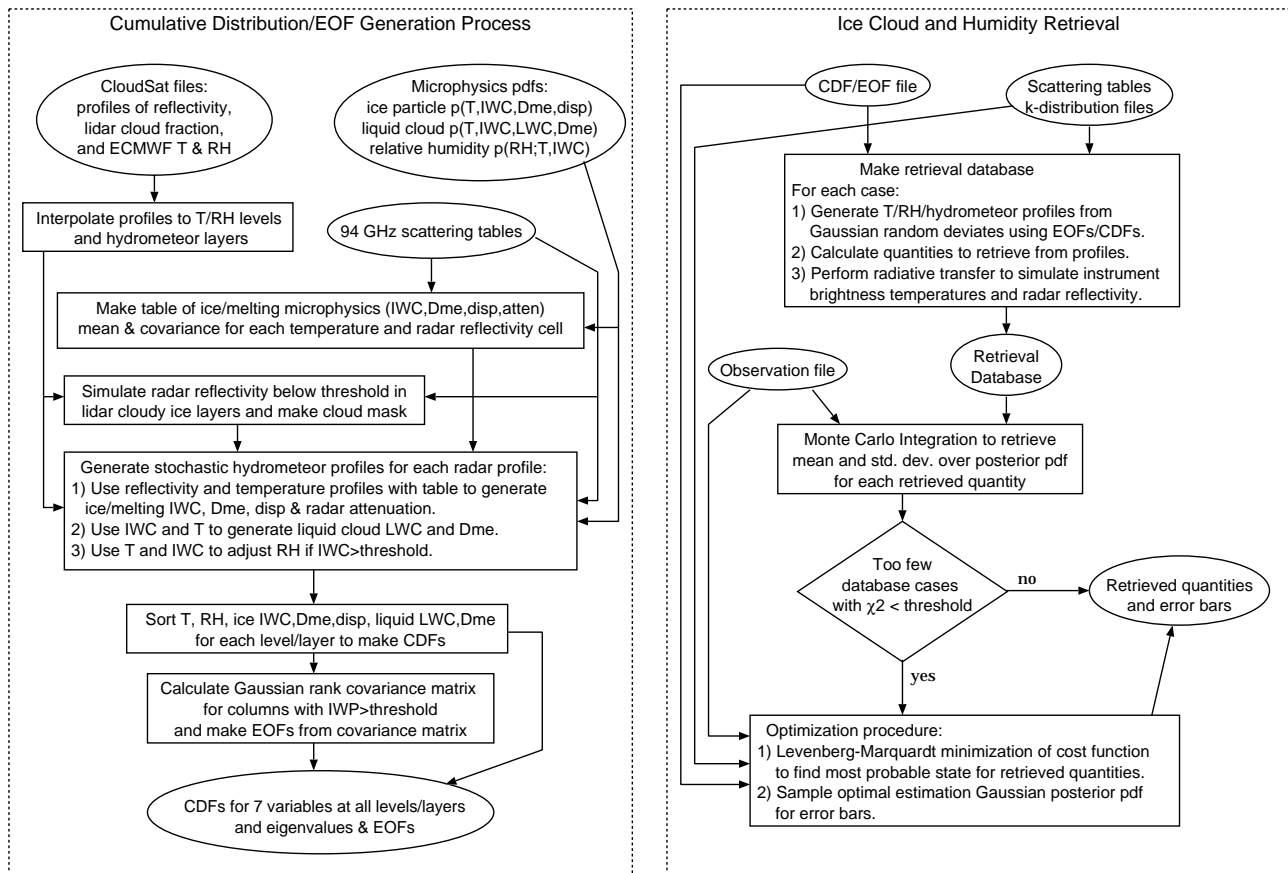 Cumulative Distribution/EOF Generation Process
CloudSat files:
profiles of reflectivity,
lidar cloud fraction,
and ECMWF T & RH
Microphysics pdfs:
ice particle p(T,IWC,Dme,disp)
liquid cloud p(T,IWC,LWC,Dme)
relative humidity p(RH;T,IWC)
Interpolate profiles to T/RH levels
and hydrometeor layers
94 GHz scattering tables
Make table of ice/melting microphysics (IWC,Dme,disp,atten)
mean & covariance for each temperature and radar reflectivity cell
Simulate radar reflectivity below threshold in
lidar cloudy ice layers and make cloud mask
Generate stochastic hydrometeor profiles for each radar profile:
1) Use reflectivity and temperature profiles with table to generate
ice/melting IWC, Dme, disp & radar attenuation.
2) Use IWC and T to generate liquid cloud LWC and Dme.
3) Use T and IWC to adjust RH if IWC>threshold.
Sort T, RH, ice IWC,Dme,disp, liquid LWC,Dme
for each level/layer to make CDFs
Calculate Gaussian rank covariance matrix
for columns with IWP>threshold
and make EOFs from covariance matrix
CDFs for 7 variables at all levels/layers
and eigenvalues & EOFs
Ice Cloud and Humidity Retrieval
CDF/EOF file
Scattering tables
k-distribution files
Make retrieval database
For each case:
1) Generate T/RH/hydrometeor profiles from
Gaussian random deviates using EOFs/CDFs.
2) Calculate quantities to retrieve from profiles.
3) Perform radiative transfer to simulate instrument
brightness temperatures and radar reflectivity.
Observation file
Retrieval
Database
Monte Carlo Integration to retrieve
mean and std. dev. over posterior pdf
for each retrieved quantity
Too few
database cases
with χ2 < threshold
no
Retrieved quantities
and error bars
yes
Optimization procedure:
1) Levenberg-Marquardt minimization of cost function
to find most probable state for retrieved quantities.
2) Sample optimal estimation Gaussian posterior pdf
for error bars.